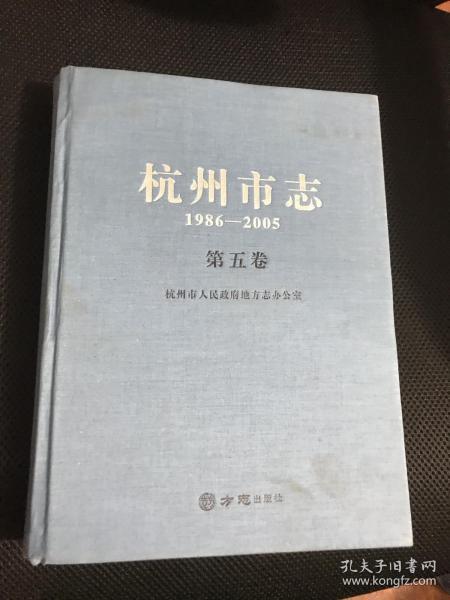 杭州市志
1986—2005
第五卷
杭州市人民政府地方志办公室
方志出版社
孔夫子旧书网
www.kongfz.com